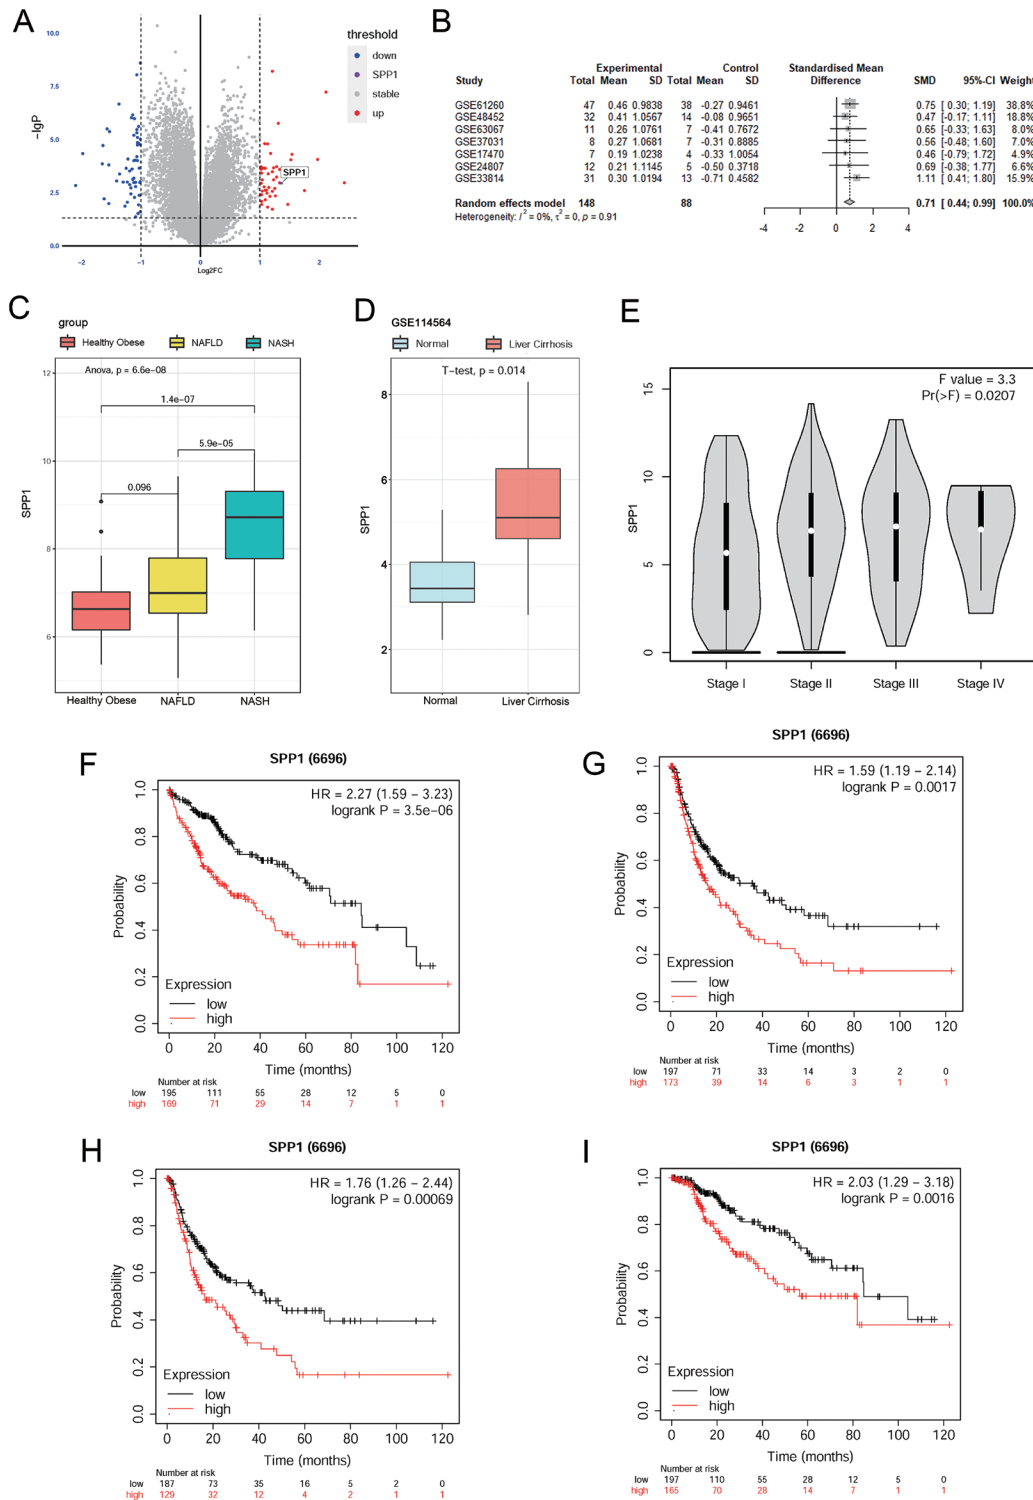 A
threshold
down
SPP1
stable
up
10.0
7.5
5.0
2.5
0.0
-lgP
SPP1
-2 -1 0 1 2
Log2FC
B
Experimental Control Standardised Mean
Study Total Mean SD Total Mean SD Difference SMD 95%-CI Weight
GSE61260 47 0.46 0.9838 38 -0.27 0.9461 0.75 [ 0.30; 1.19] 38.8%
GSE48452 32 0.41 1.0567 14 -0.08 0.9651 0.47 [-0.17; 1.11] 18.8%
GSE63067 11 0.26 1.0761 7 -0.41 0.7672 0.65 [-0.33; 1.63] 8.0%
GSE37031 8 0.27 1.0681 7 -0.31 0.8885 0.56 [-0.48; 1.60] 7.0%
GSE17470 7 0.19 1.0238 4 -0.33 1.0054 0.46 [-0.79; 1.72] 4.9%
GSE24807 12 0.21 1.1145 5 -0.50 0.3718 0.69 [-0.38; 1.77] 6.6%
GSE33814 31 0.30 1.0194 13 -0.71 0.4582 1.11 [ 0.41; 1.80] 15.9%
Random effects model 148 88 0.71 [ 0.44; 0.99] 100.0%
Heterogeneity: I² = 0%, τ² = 0, p = 0.91
-4 -2 0 2 4
C
group
Healthy Obese NAFLD NASH
Anova, p = 6.6e-08
1.4e-07
5.9e-05
0.096
12
10
8
6
SPP1
Healthy Obese NAFLD NASH
D
GSE114564
Normal Liver Cirrhosis
T-test, p = 0.014
8
6
4
2
SPP1
Normal Liver Cirrhosis
E
F value = 3.3
Pr(>F) = 0.0207
15
10
5
0
SPP1
Stage I Stage II Stage III Stage IV
F
SPP1 (6696)
HR = 2.27 (1.59 − 3.23)
logrank P = 3.5e−06
1.0
0.8
0.6
0.4
0.2
0.0
Probability
Expression
low
high
0 20 40 60 80 100 120
Time (months)
Number at risk
low 195 111 55 28 12 5 0
high 169 71 29 14 7 1 1
G
SPP1 (6696)
HR = 1.59 (1.19 − 2.14)
logrank P = 0.0017
1.0
0.8
0.6
0.4
0.2
0.0
Probability
Expression
low
high
0 20 40 60 80 100 120
Time (months)
Number at risk
low 197 71 33 14 3 2 0
high 173 39 14 6 3 1 1
H
SPP1 (6696)
HR = 1.76 (1.26 − 2.44)
logrank P = 0.00069
1.0
0.8
0.6
0.4
0.2
0.0
Probability
Expression
low
high
0 20 40 60 80 100 120
Time (months)
Number at risk
low 187 73 35 16 5 2 0
high 129 32 12 4 2 1 1
I
SPP1 (6696)
HR = 2.03 (1.29 − 3.18)
logrank P = 0.0016
1.0
0.8
0.6
0.4
0.2
0.0
Probability
Expression
low
high
0 20 40 60 80 100 120
Time (months)
Number at risk
low 197 110 55 28 12 5 0
high 165 70 28 14 7 1 1